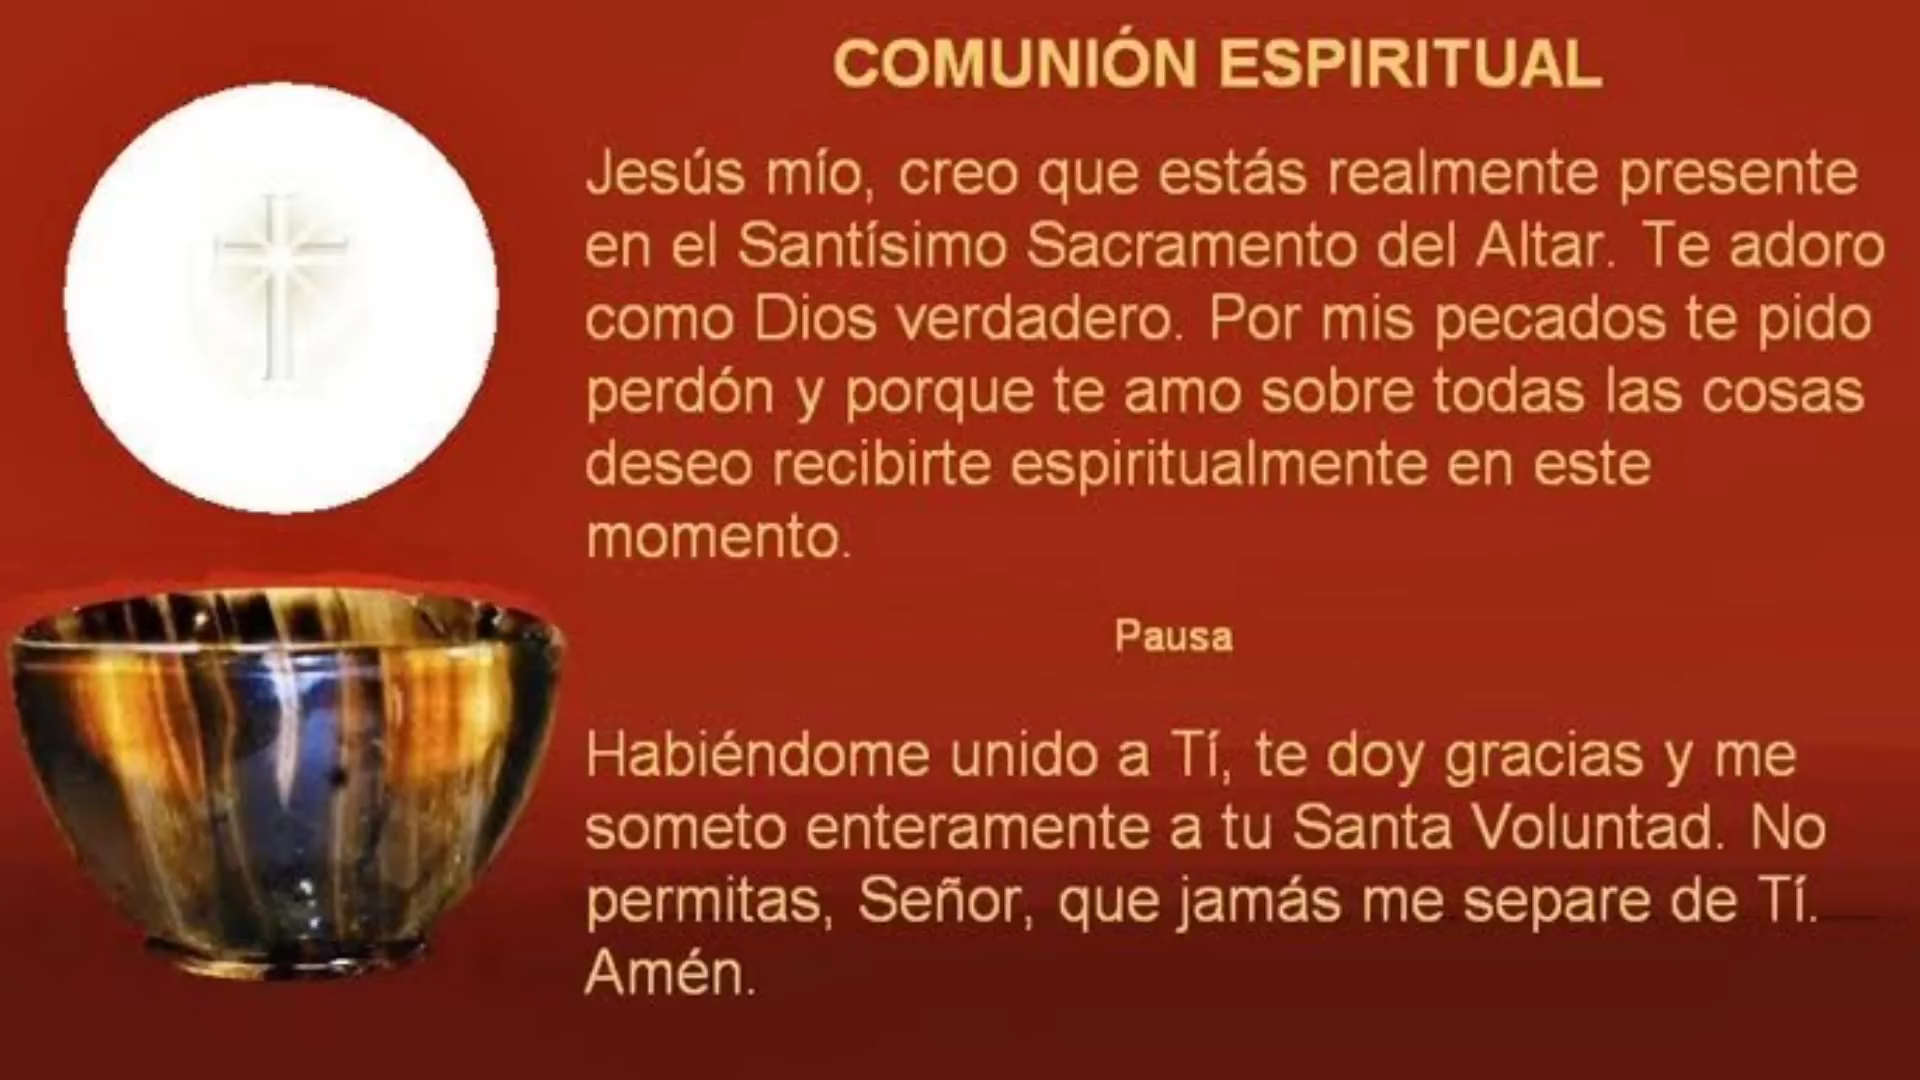 COMUNIÓN ESPIRITUAL
Jesús mío, creo que estás realmente presente
en el Santísimo Sacramento del Altar. Te adoro
como Dios verdadero. Por mis pecados te pido
perdón y porque te amo sobre todas las cosas
deseo recibirte espiritualmente en este
momento.
Pausa
Habiéndome unido a Tí, te doy gracias y me
someto enteramente a tu Santa Voluntad. No
permitas, Señor, que jamás me separe de Tí.
Amén.